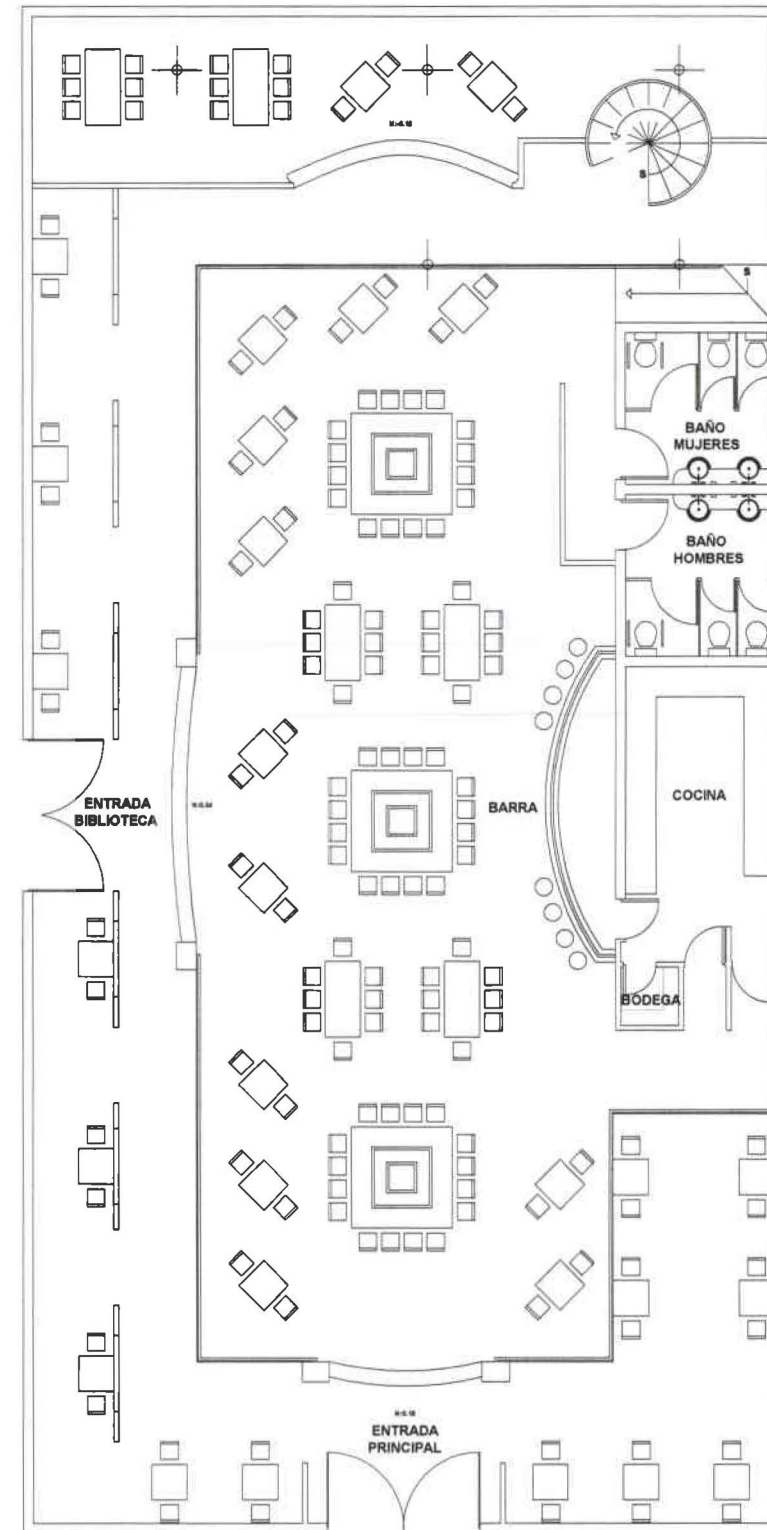 S
S
BAÑO
MUJERES
BAÑO
HOMBRES
ENTRADA
BIBLIOTECA
BARRA
COCINA
BODEGA
ENTRADA
PRINCIPAL